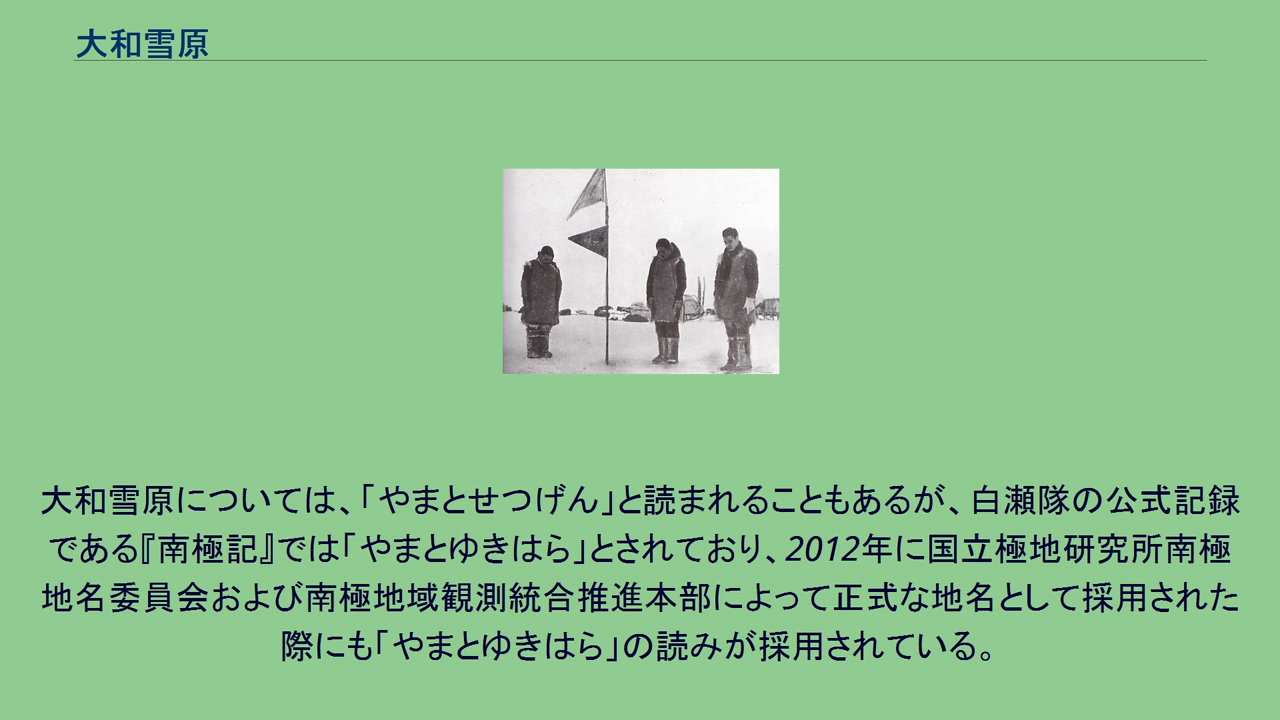 大和雪原
大和雪原については、「やまとせつげん」と読まれることもあるが、白瀬隊の公式記録
である『南極記』では「やまとゆきはら」とされており、2012年に国立極地研究所南極
地名委員会および南極地域観測統合推進本部によって正式な地名として採用された
際にも「やまとゆきはら」の読みが採用されている。